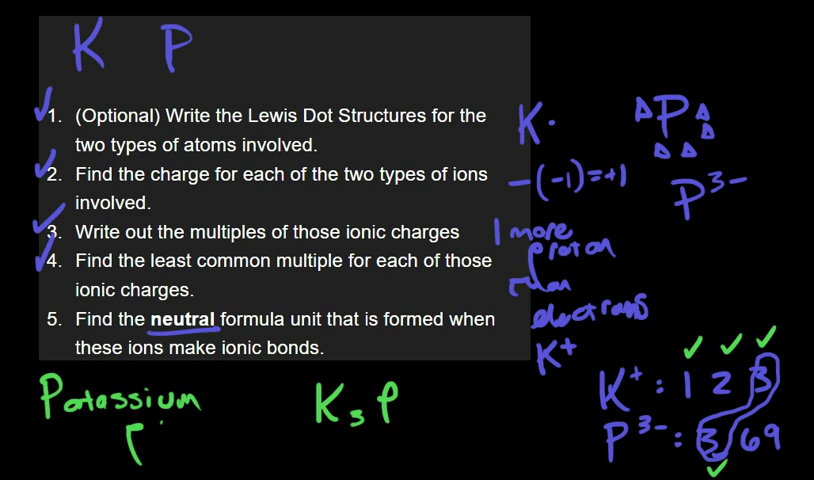 K P
1. (Optional) Write the Lewis Dot Structures for the
two types of atoms involved.
2. Find the charge for each of the two types of ions
involved.
3. Write out the multiples of those ionic charges
4. Find the least common multiple for each of those
ionic charges.
5. Find the neutral formula unit that is formed when
these ions make ionic bonds.
K·
P
-(-1)=+1
P³⁻
1 more
proton
than
electrons
K⁺
K⁺: 1 2 3
P³⁻: 3 6 9
Potassium
K₃P